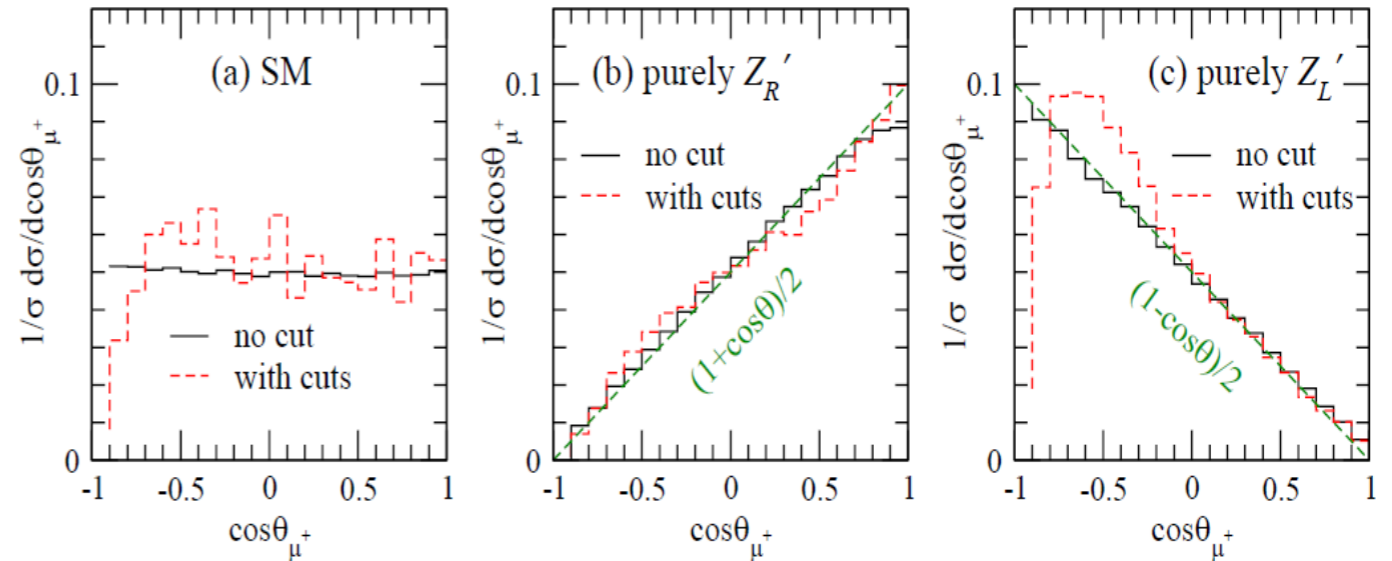 (a) SM
no cut
with cuts
0.1
0
-1 -0.5 0 0.5 1
cosθμ+
1/σ dσ/dcosθμ+
(b) purely ZR′
no cut
with cuts
(1+cosθ)/2
0.1
0
-1 -0.5 0 0.5 1
cosθμ+
1/σ dσ/dcosθμ+
(c) purely ZL′
no cut
with cuts
(1-cosθ)/2
0.1
0
-1 -0.5 0 0.5 1
cosθμ+
1/σ dσ/dcosθμ+